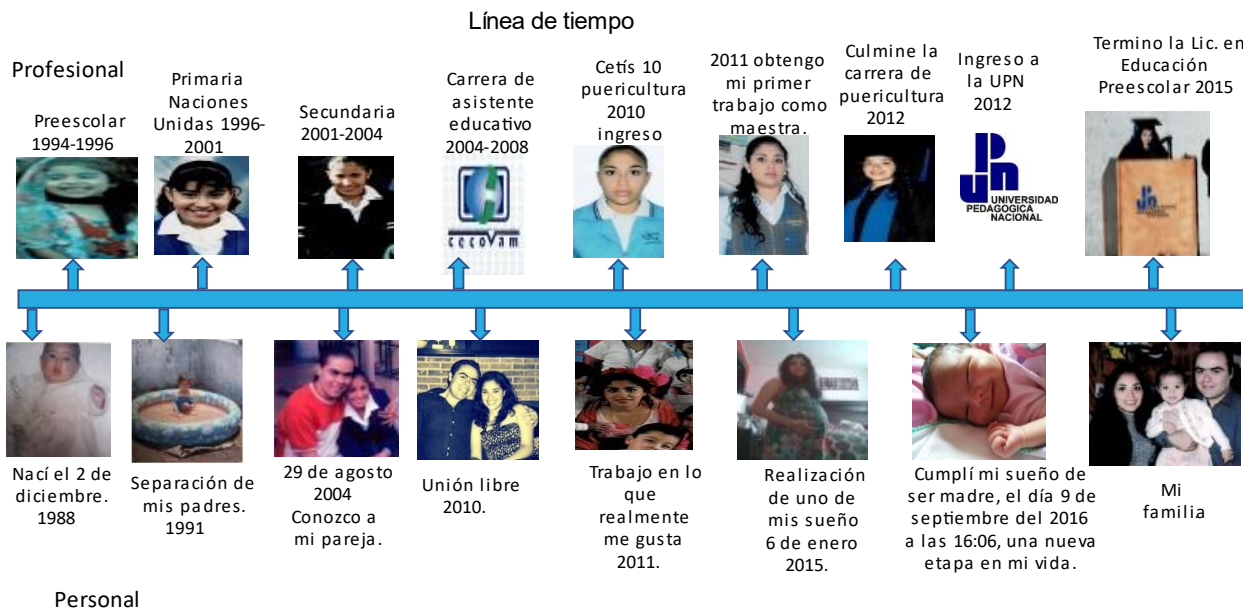 Línea de tiempo
Profesional
Preescolar
1994-1996
Primaria
Naciones
Unidas 1996-
2001
Secundaria
2001-2004
Carrera de
asistente
educativo
2004-2008
cecovam
Cetís 10
puericultura
2010
ingreso
2011 obtengo
mi primer
trabajo como
maestra.
Culmine la
carrera de
puericultura
2012
Ingreso a
la UPN
2012
upn
UNIVERSIDAD
PEDAGOGICA
NACIONAL
Termino la Lic. en
Educación
Preescolar 2015
upn
Nací el 2 de
diciembre.
1988
Separación de
mis padres.
1991
29 de agosto
2004
Conozco a
mi pareja.
Unión libre
2010.
Trabajo en lo
que
realmente
me gusta
2011.
Realización
de uno de
mis sueño
6 de enero
2015.
Cumplí mi sueño de
ser madre, el día 9 de
septiembre del 2016
a las 16:06, una nueva
etapa en mi vida.
Mi
familia
Personal